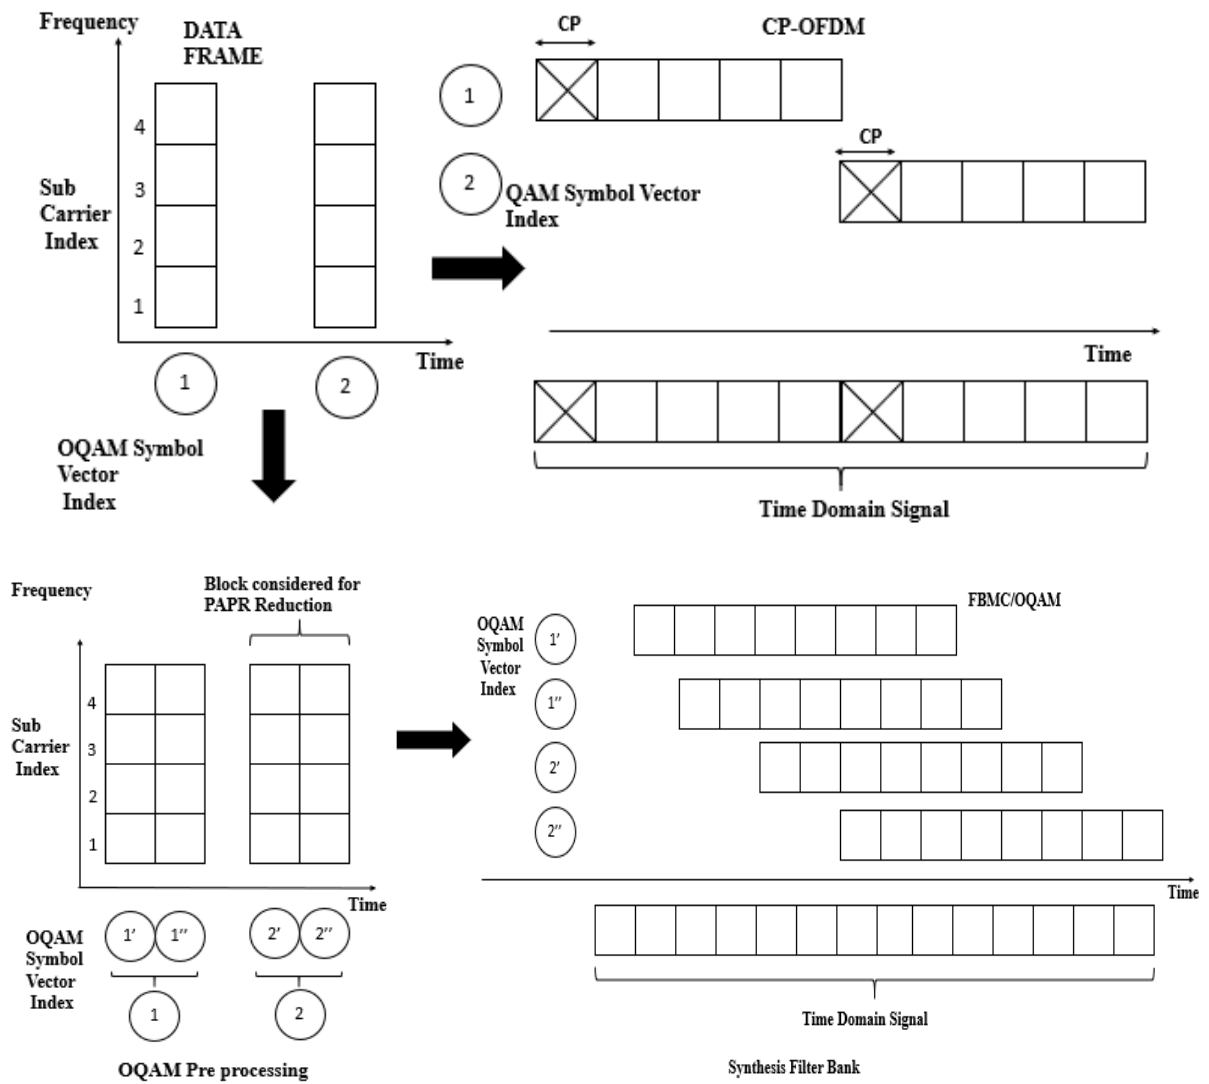 Frequency
DATA
FRAME
4
3
2
1
Sub
Carrier
Index
Time
1
2
OQAM Symbol
Vector
Index
CP
CP-OFDM
1
CP
2
QAM Symbol Vector
Index
Time
Time Domain Signal
Frequency
Block considered for
PAPR Reduction
4
3
2
1
Sub
Carrier
Index
Time
OQAM
Symbol
Vector
Index
1'
1''
2'
2''
1
2
OQAM Pre processing
FBMC/OQAM
OQAM
Symbol
Vector
Index
1'
1''
2'
2''
Time
Time Domain Signal
Synthesis Filter Bank